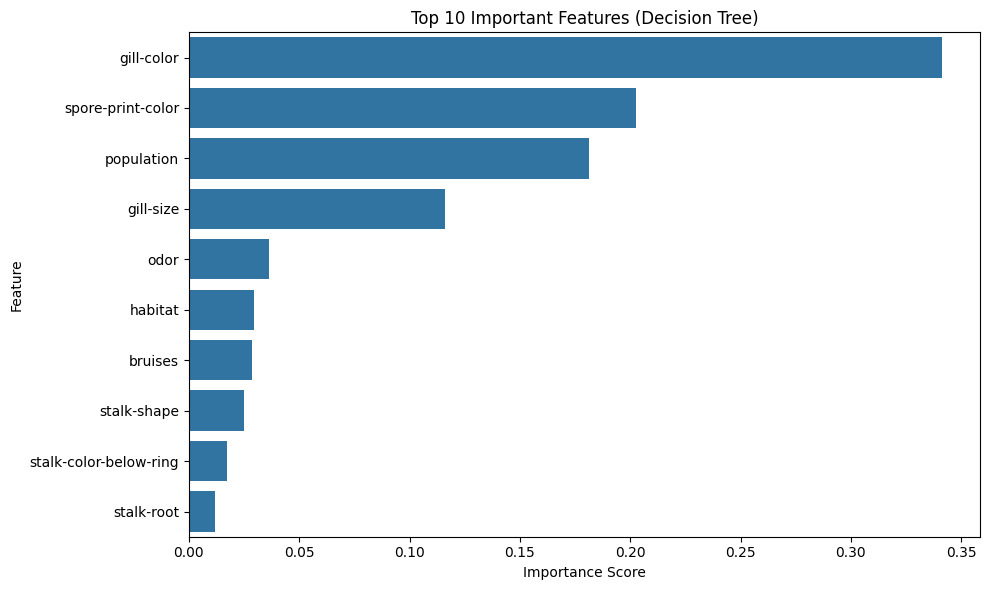 Top 10 Important Features (Decision Tree)
gill-color
spore-print-color
population
gill-size
odor
habitat
bruises
stalk-shape
stalk-color-below-ring
stalk-root
Feature
0.00 0.05 0.10 0.15 0.20 0.25 0.30 0.35
Importance Score